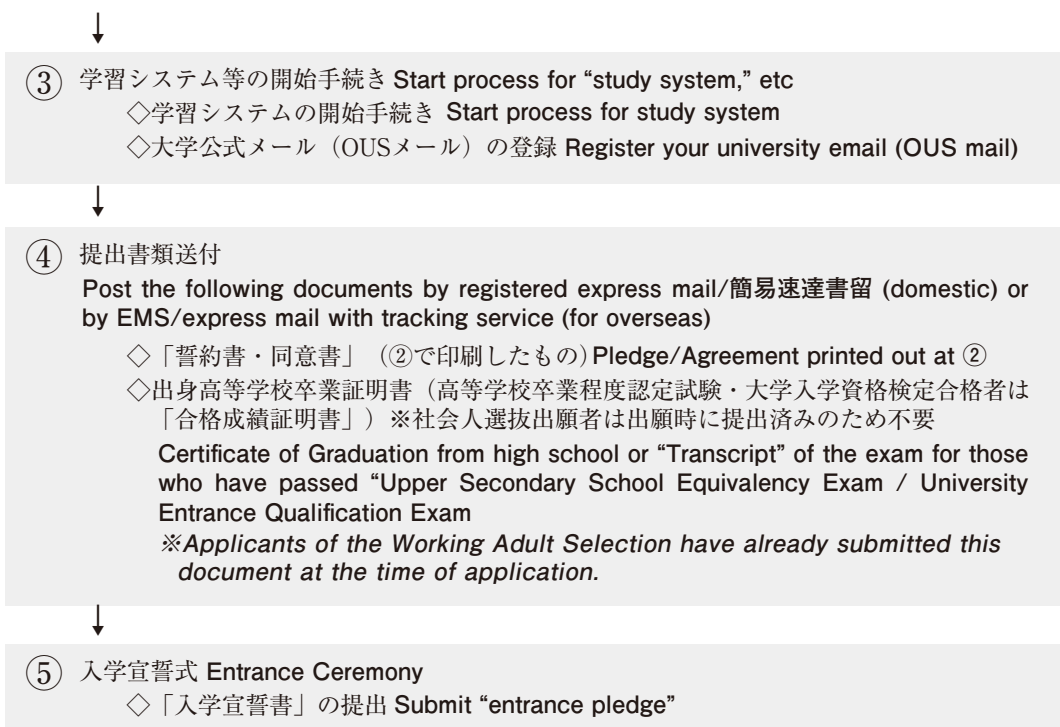 ↓
③ 学習システム等の開始手続き Start process for “study system,” etc
◇学習システムの開始手続き Start process for study system
◇大学公式メール（OUSメール）の登録 Register your university email (OUS mail)
↓
④ 提出書類送付
Post the following documents by registered express mail/簡易速達書留 (domestic) or
by EMS/express mail with tracking service (for overseas)
◇「誓約書・同意書」（②で印刷したもの）Pledge/Agreement printed out at ②
◇出身高等学校卒業証明書（高等学校卒業程度認定試験・大学入学資格検定合格者は
「合格成績証明書」）※社会人選抜出願者は出願時に提出済みのため不要
Certificate of Graduation from high school or “Transcript” of the exam for those
who have passed “Upper Secondary School Equivalency Exam / University
Entrance Qualification Exam
※Applicants of the Working Adult Selection have already submitted this
document at the time of application.
↓
⑤ 入学宣誓式 Entrance Ceremony
◇「入学宣誓書」の提出 Submit “entrance pledge”